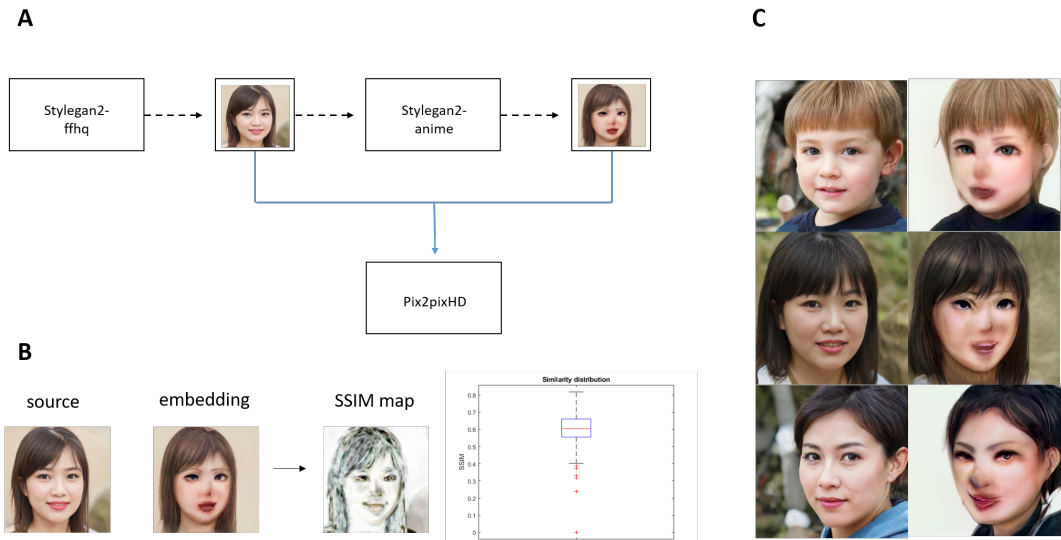 A
C
Stylegan2-
ffhq
Stylegan2-
anime
Pix2pixHD
B
source
embedding
SSIM map
Similarity distribution
SSIM
0.8
0.7
0.6
0.5
0.4
0.3
0.2
0.1
0